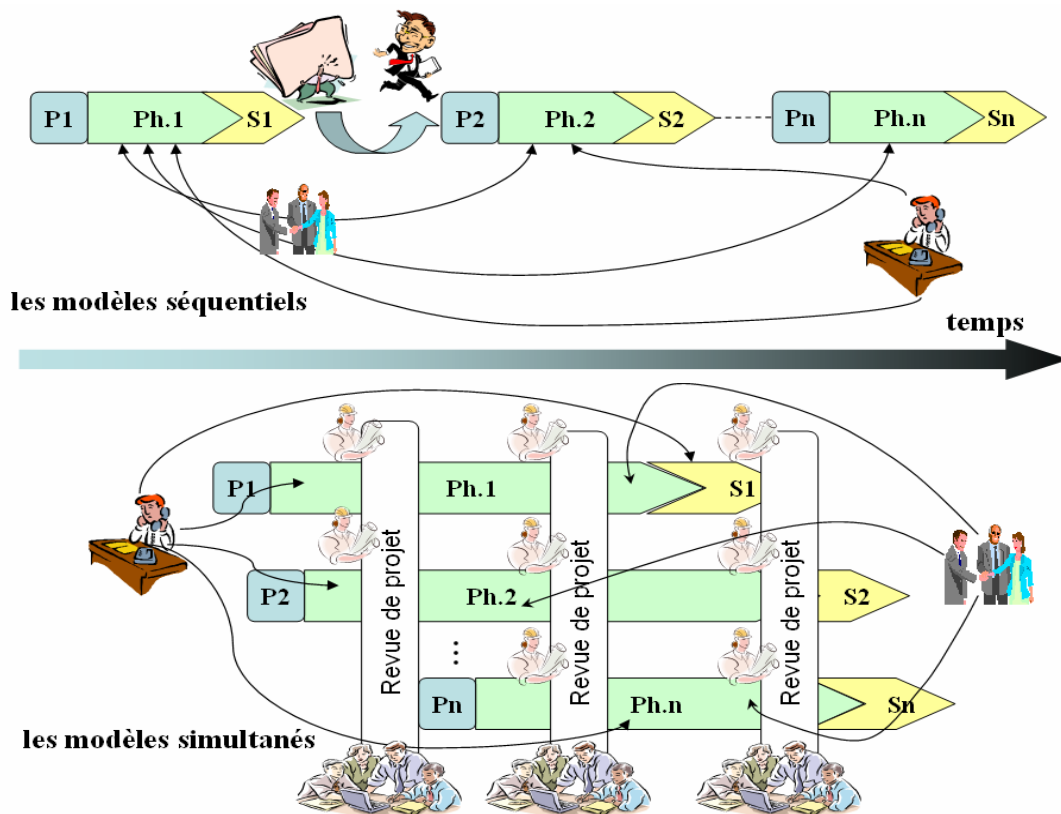 P1
Ph.1
S1
P2
Ph.2
S2
Pn
Ph.n
Sn
les modèles séquentiels
temps
P1
Ph.1
S1
P2
Ph.2
S2
...
Pn
Ph.n
Sn
Revue de projet
Revue de projet
Revue de projet
les modèles simultanés